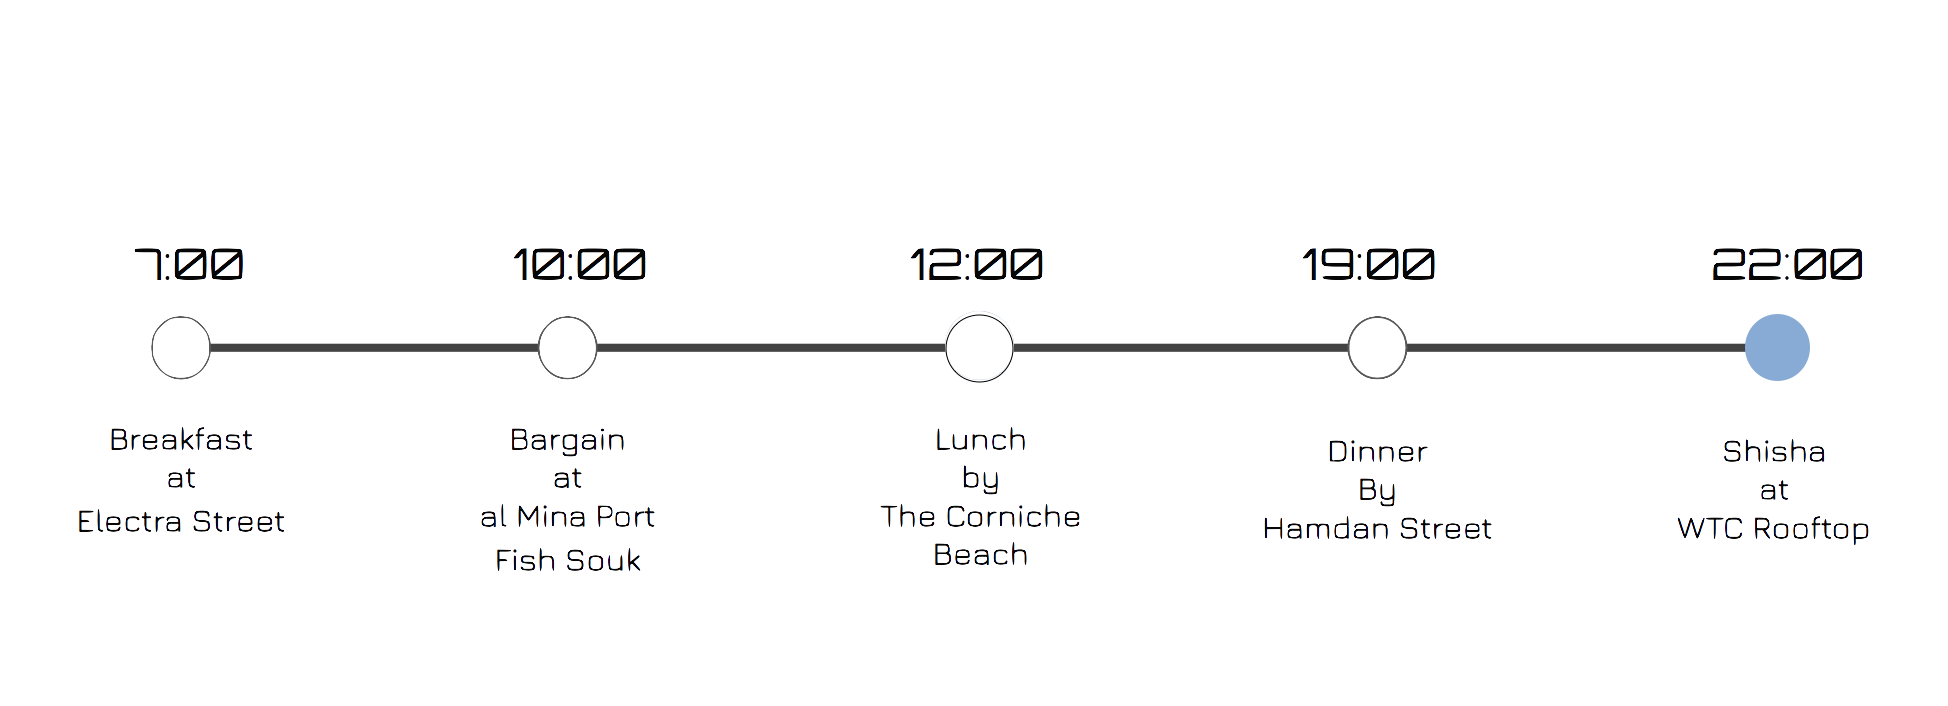 7:00
10:00
12:00
19:00
22:00
Breakfast
at
Electra Street
Bargain
at
al Mina Port
Fish Souk
Lunch
by
The Corniche
Beach
Dinner
By
Hamdan Street
Shisha
at
WTC Rooftop